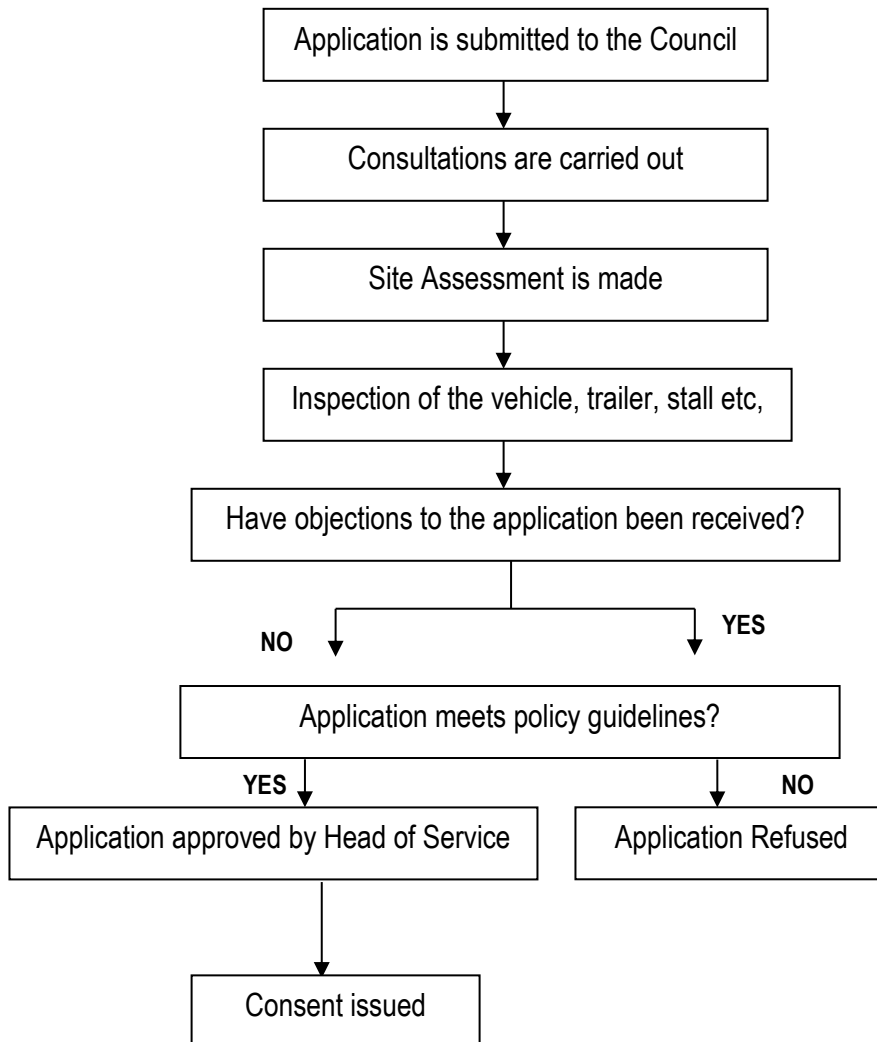 Application is submitted to the Council
Consultations are carried out
Site Assessment is made
Inspection of the vehicle, trailer, stall etc,
Have objections to the application been received?
NO
YES
Application meets policy guidelines?
YES
NO
Application approved by Head of Service
Application Refused
Consent issued